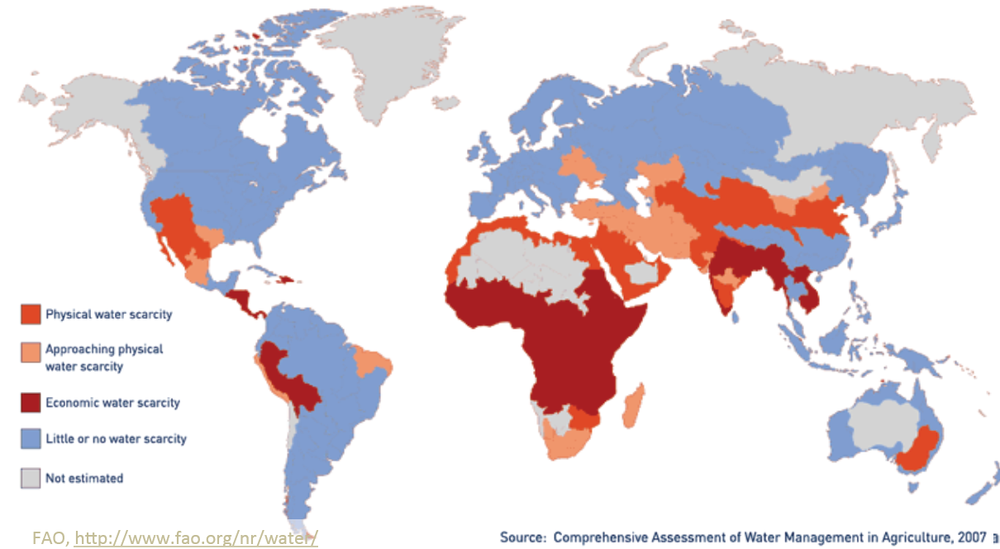 Physical water scarcity
Approaching physical
water scarcity
Economic water scarcity
Little or no water scarcity
Not estimated
FAO, http://www.fao.org/nr/water/
Source: Comprehensive Assessment of Water Management in Agriculture, 2007